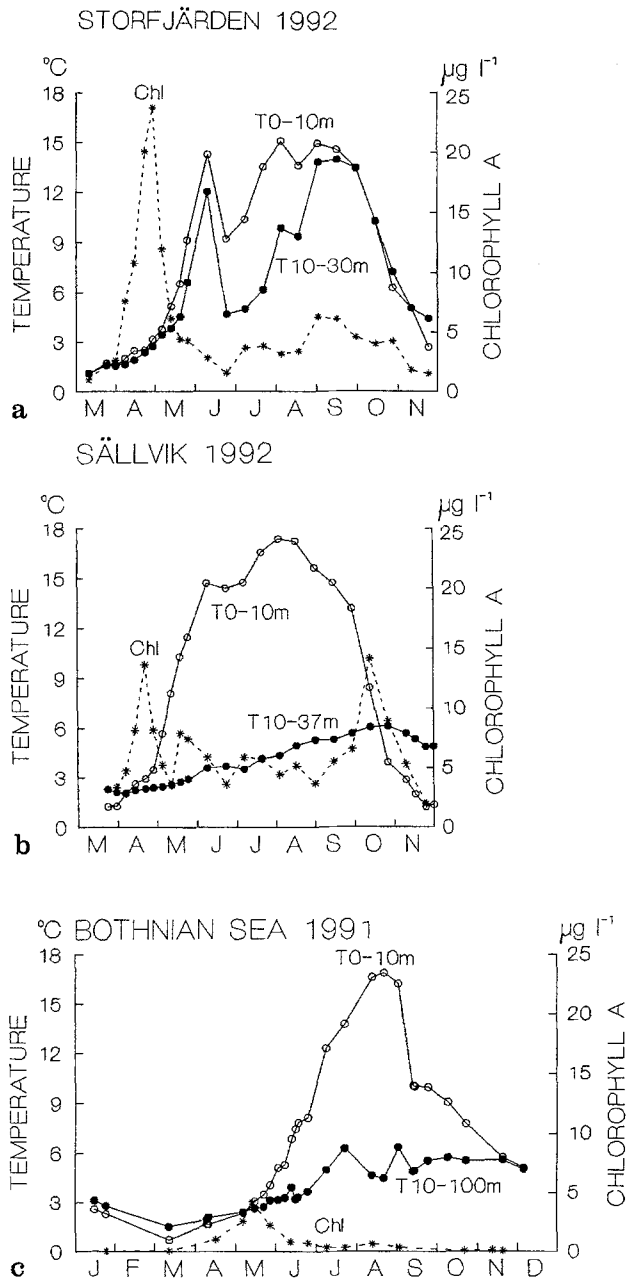 STORFJÄRDEN 1992
°C
µg l⁻¹
Chl
T0-10m
18
25
15
20
12
15
9
T10-30m
10
6
5
3
0
0
TEMPERATURE
CHLOROPHYLL A
M A M J J A S O N
a
SÄLLVIK 1992
°C
µg l⁻¹
18
25
15
20
T0-10m
12
Chl
15
9
10
6
T10-37m
5
3
0
0
TEMPERATURE
CHLOROPHYLL A
M A M J J A S O N
b
°C BOTHNIAN SEA 1991
µg l⁻¹
T0-10m
18
25
15
20
12
15
9
10
6
T10-100m
5
3
Chl
0
0
TEMPERATURE
CHLOROPHYLL A
J F M A M J J A S O N D
c